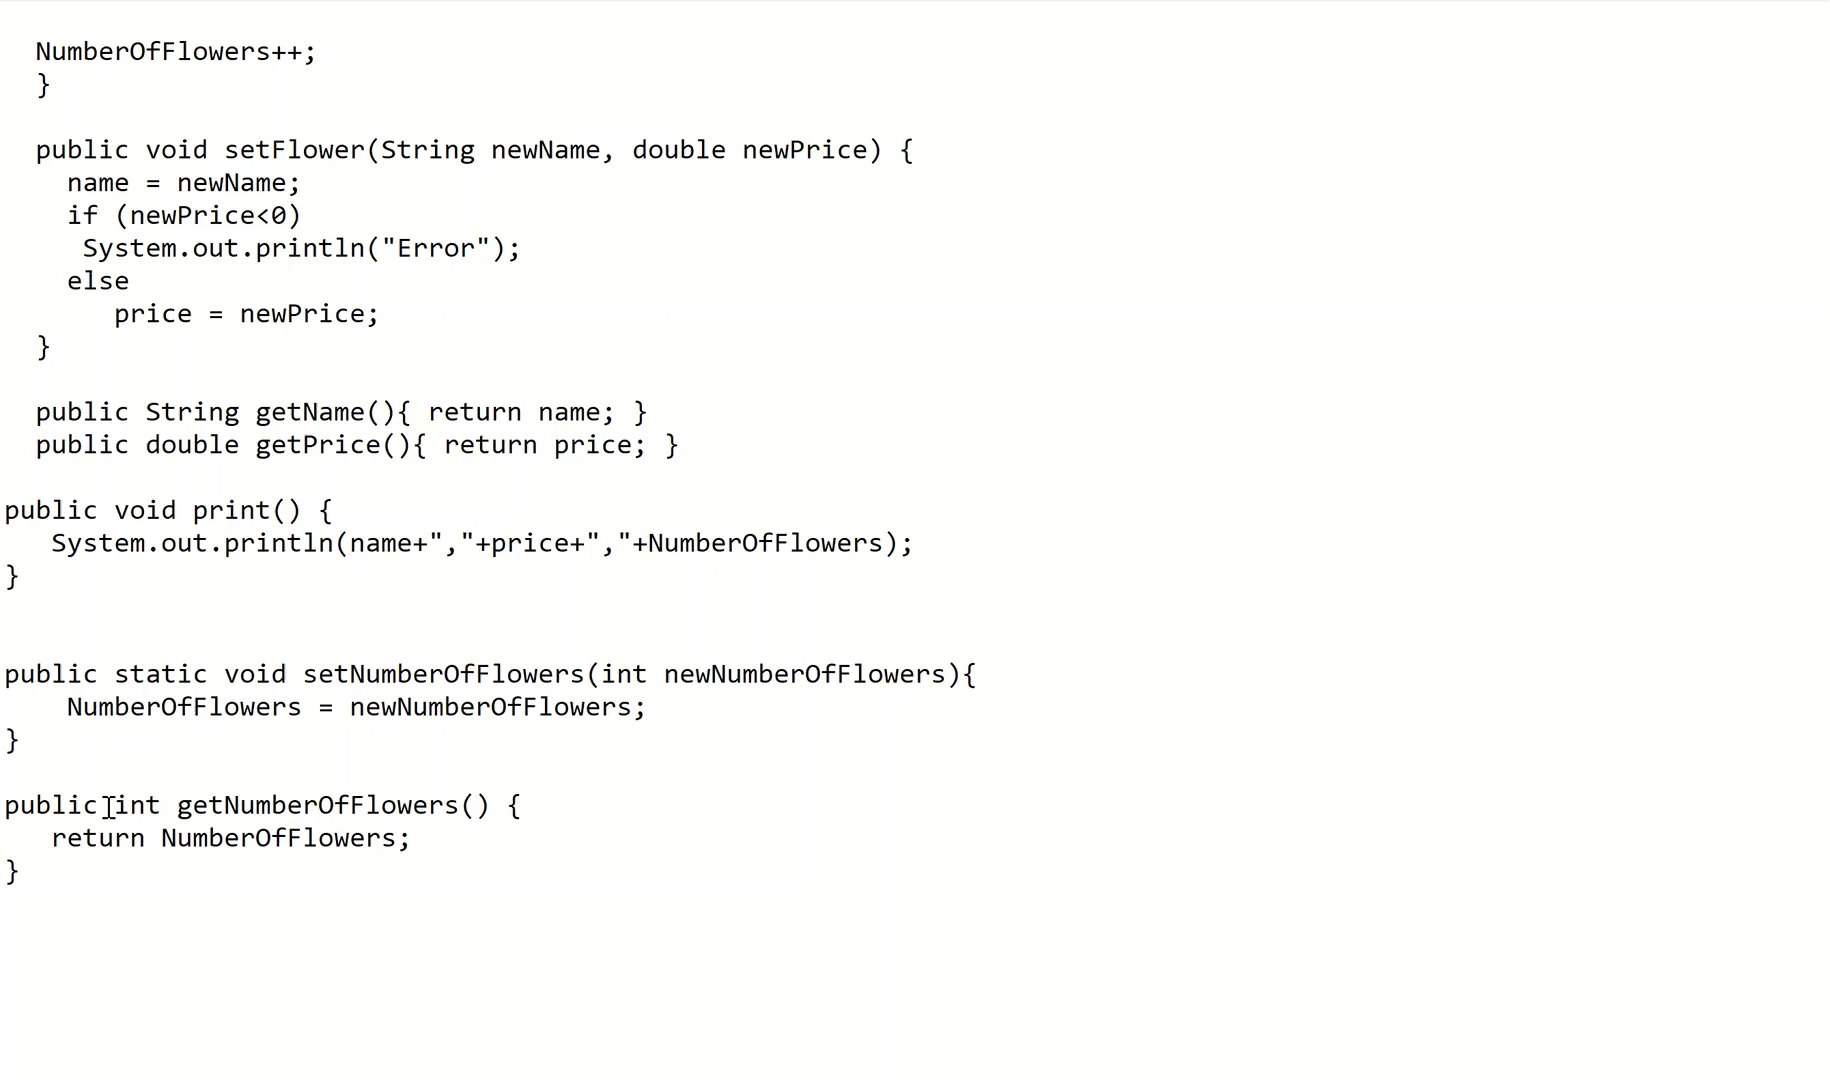 NumberOfFlowers++;
}
public void setFlower(String newName, double newPrice) {
name = newName;
if (newPrice<0)
System.out.println("Error");
else
price = newPrice;
}
public String getName(){ return name; }
public double getPrice(){ return price; }
public void print() {
System.out.println(name+","+price+","+NumberOfFlowers);
}
public static void setNumberOfFlowers(int newNumberOfFlowers){
NumberOfFlowers = newNumberOfFlowers;
}
public int getNumberOfFlowers() {
return NumberOfFlowers;
}